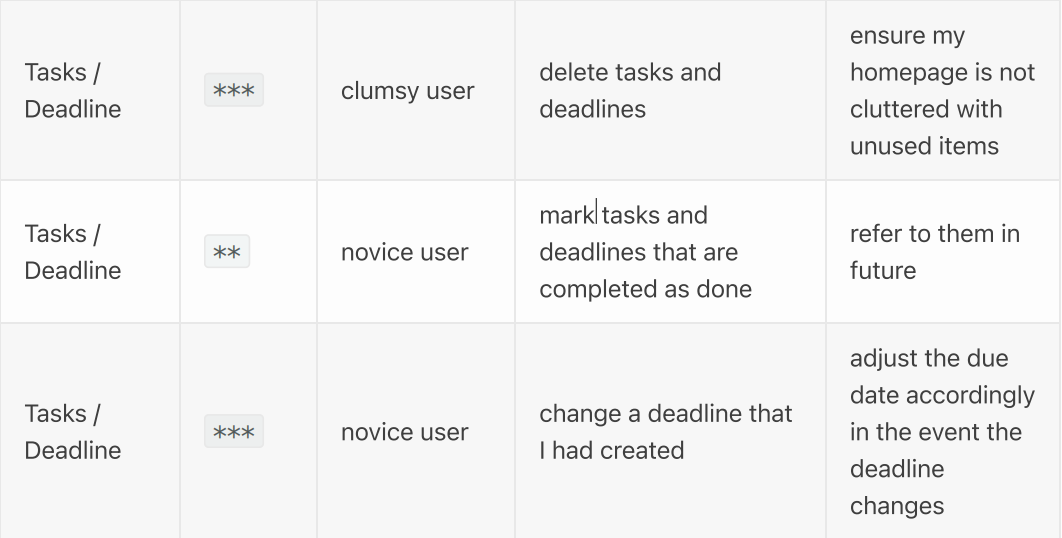 Tasks /
Deadline
***
clumsy user
delete tasks and
deadlines
ensure my
homepage is not
cluttered with
unused items
Tasks /
Deadline
**
novice user
mark tasks and
deadlines that are
completed as done
refer to them in
future
Tasks /
Deadline
***
novice user
change a deadline that
I had created
adjust the due
date accordingly
in the event the
deadline
changes